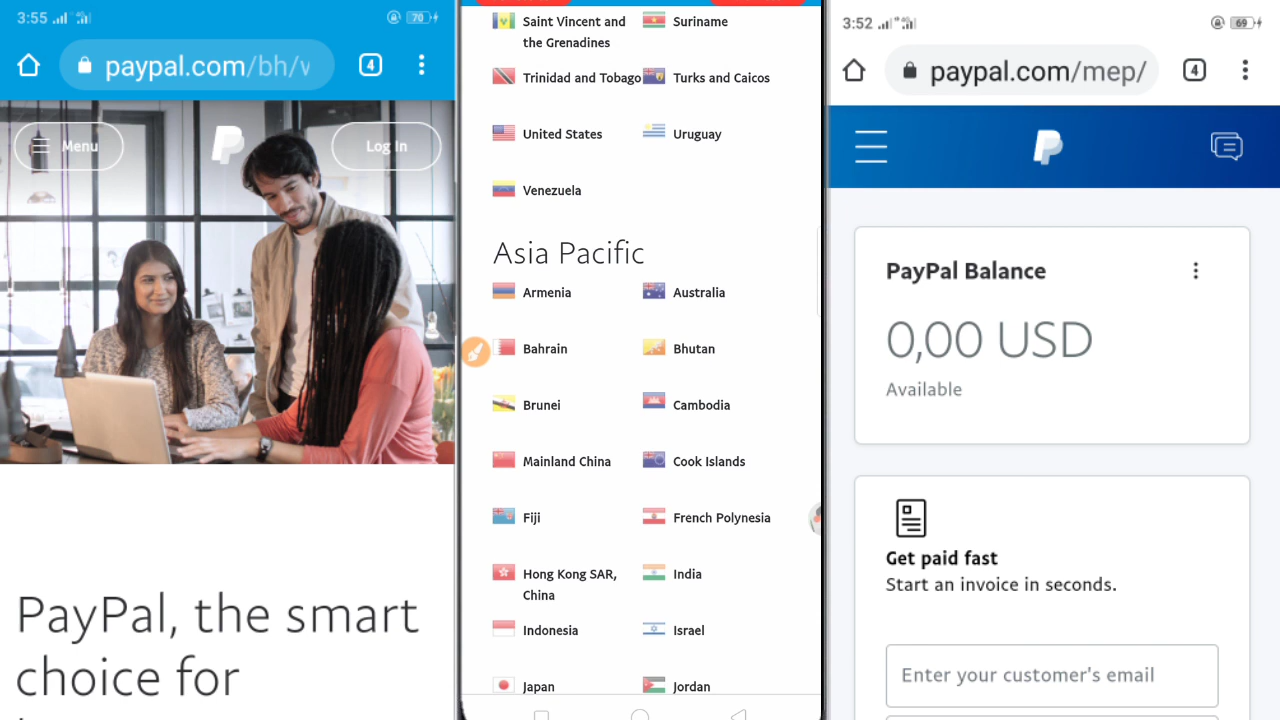 3:55
70
paypal.com/bh/
4
Menu
Log In
PayPal, the smart
choice for
Saint Vincent and
the Grenadines
Suriname
Trinidad and Tobago
Turks and Caicos
United States
Uruguay
Venezuela
Asia Pacific
Armenia
Australia
Bahrain
Bhutan
Brunei
Cambodia
Mainland China
Cook Islands
Fiji
French Polynesia
Hong Kong SAR,
China
India
Indonesia
Israel
Japan
Jordan
3:52
69
paypal.com/mep/
4
PayPal Balance
0,00 USD
Available
Get paid fast
Start an invoice in seconds.
Enter your customer's email